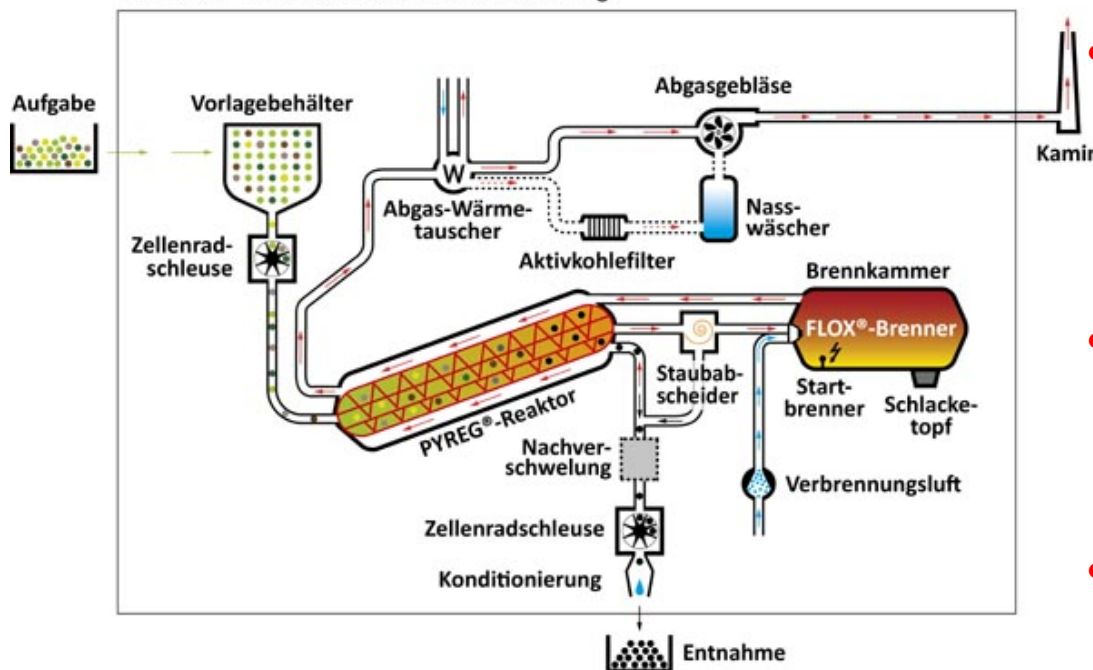 Aufgabe
Vorlagebehälter
Abgasgebläse
Kamin
W
Abgas-Wärme-
tauscher
Nass-
wäscher
Zellenrad-
schleuse
Aktivkohlefilter
Brennkammer
FLOX®-Brenner
Staubab-
scheider
Start-
brenner
Schlacke-
topf
PYREG®-Reaktor
Nachver-
schwelung
Verbrennungsluft
Zellenradschleuse
Konditionierung
Entnahme